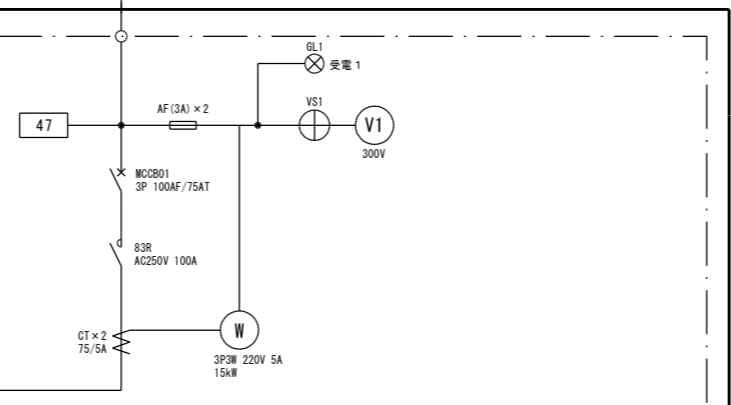 GL1
受電1
AF(3A)×2
VS1
47
V1
300V
MCCB01
3P 100AF/75AT
83R
AC250V 100A
CT×2
75/5A
W
3P3W 220V 5A
15kW